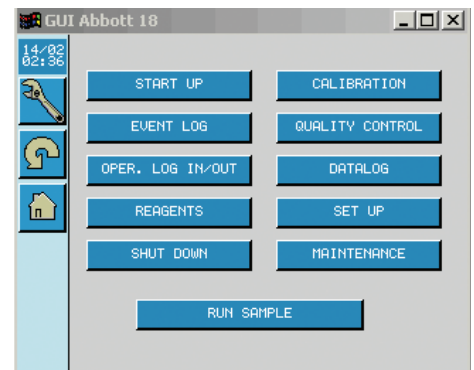 GUI Abbott 18
14/02
02:36
START UP
CALIBRATION
EVENT LOG
QUALITY CONTROL
OPER. LOG IN/OUT
DATALOG
REAGENTS
SET UP
SHUT DOWN
MAINTENANCE
RUN SAMPLE